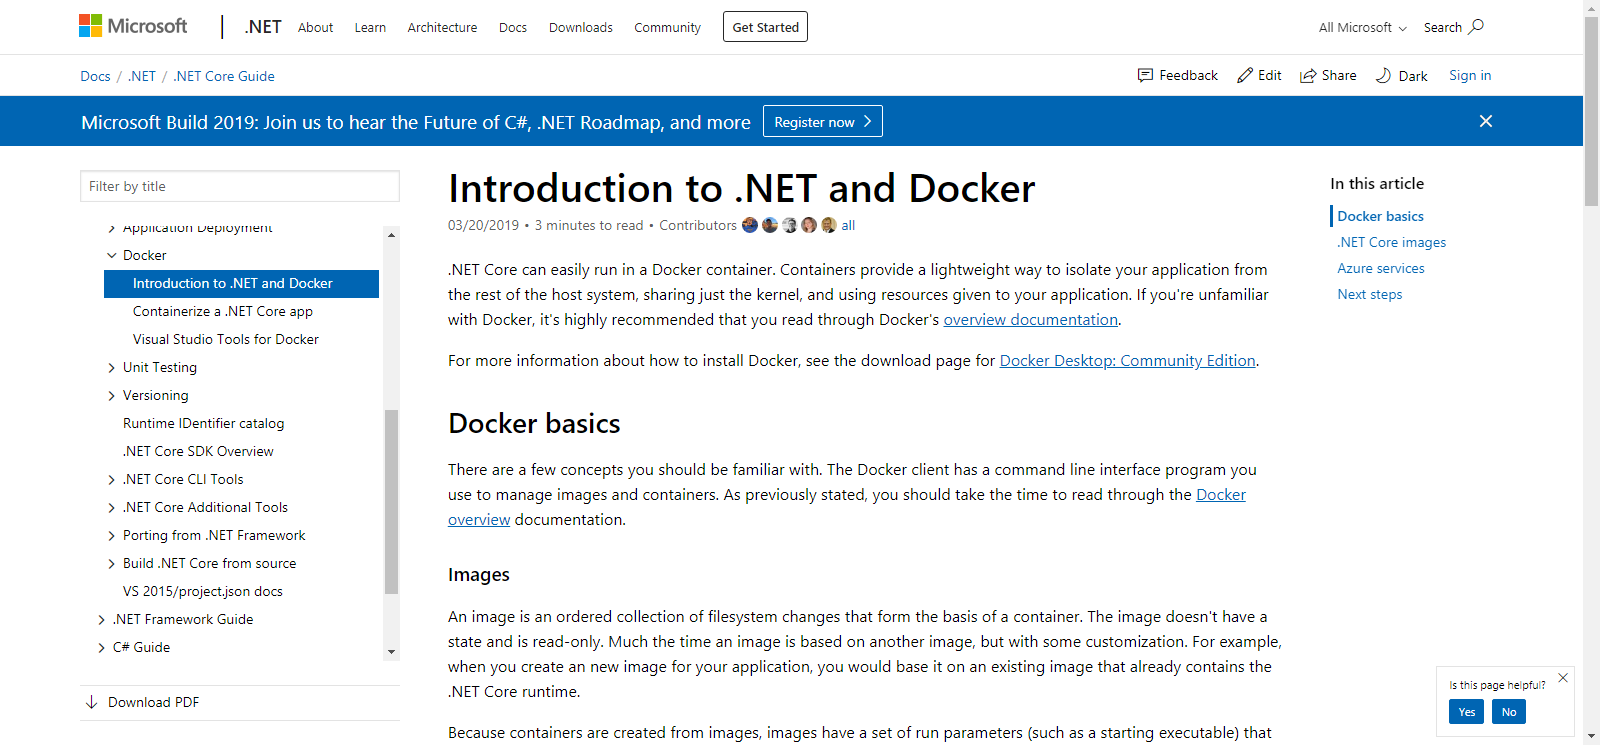 Microsoft
.NET
About
Learn
Architecture
Docs
Downloads
Community
Get Started
All Microsoft
Search
Docs / .NET / .NET Core Guide
Feedback
Edit
Share
Dark
Sign in
Microsoft Build 2019: Join us to hear the Future of C#, .NET Roadmap, and more
Register now
Filter by title
Application Deployment
Docker
Introduction to .NET and Docker
Containerize a .NET Core app
Visual Studio Tools for Docker
Unit Testing
Versioning
Runtime IDentifier catalog
.NET Core SDK Overview
.NET Core CLI Tools
.NET Core Additional Tools
Porting from .NET Framework
Build .NET Core from source
VS 2015/project.json docs
.NET Framework Guide
C# Guide
Download PDF
Introduction to .NET and Docker
03/20/2019 • 3 minutes to read • Contributors all
.NET Core can easily run in a Docker container. Containers provide a lightweight way to isolate your application from
the rest of the host system, sharing just the kernel, and using resources given to your application. If you're unfamiliar
with Docker, it's highly recommended that you read through Docker's overview documentation.
For more information about how to install Docker, see the download page for Docker Desktop: Community Edition.
Docker basics
There are a few concepts you should be familiar with. The Docker client has a command line interface program you
use to manage images and containers. As previously stated, you should take the time to read through the Docker
overview documentation.
Images
An image is an ordered collection of filesystem changes that form the basis of a container. The image doesn't have a
state and is read-only. Much the time an image is based on another image, but with some customization. For example,
when you create an new image for your application, you would base it on an existing image that already contains the
.NET Core runtime.
Because containers are created from images, images have a set of run parameters (such as a starting executable) that
In this article
Docker basics
.NET Core images
Azure services
Next steps
Is this page helpful?
Yes
No